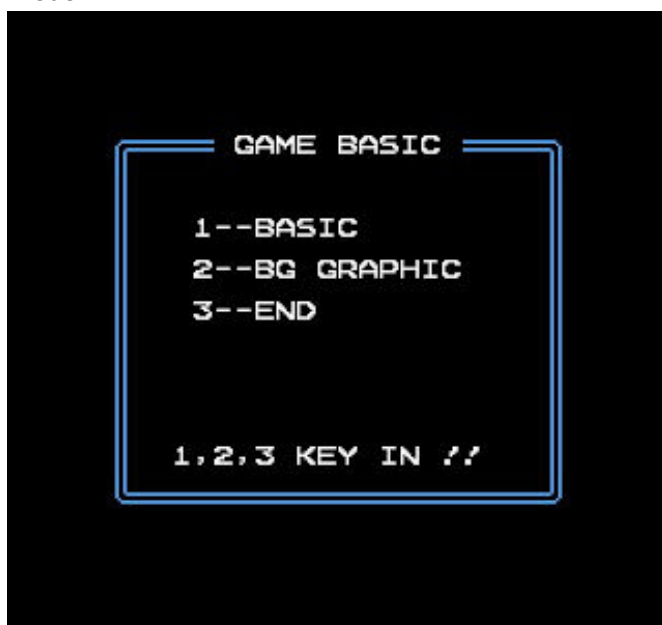 GAME BASIC
1--BASIC
2--BG GRAPHIC
3--END
1,2,3 KEY IN !!